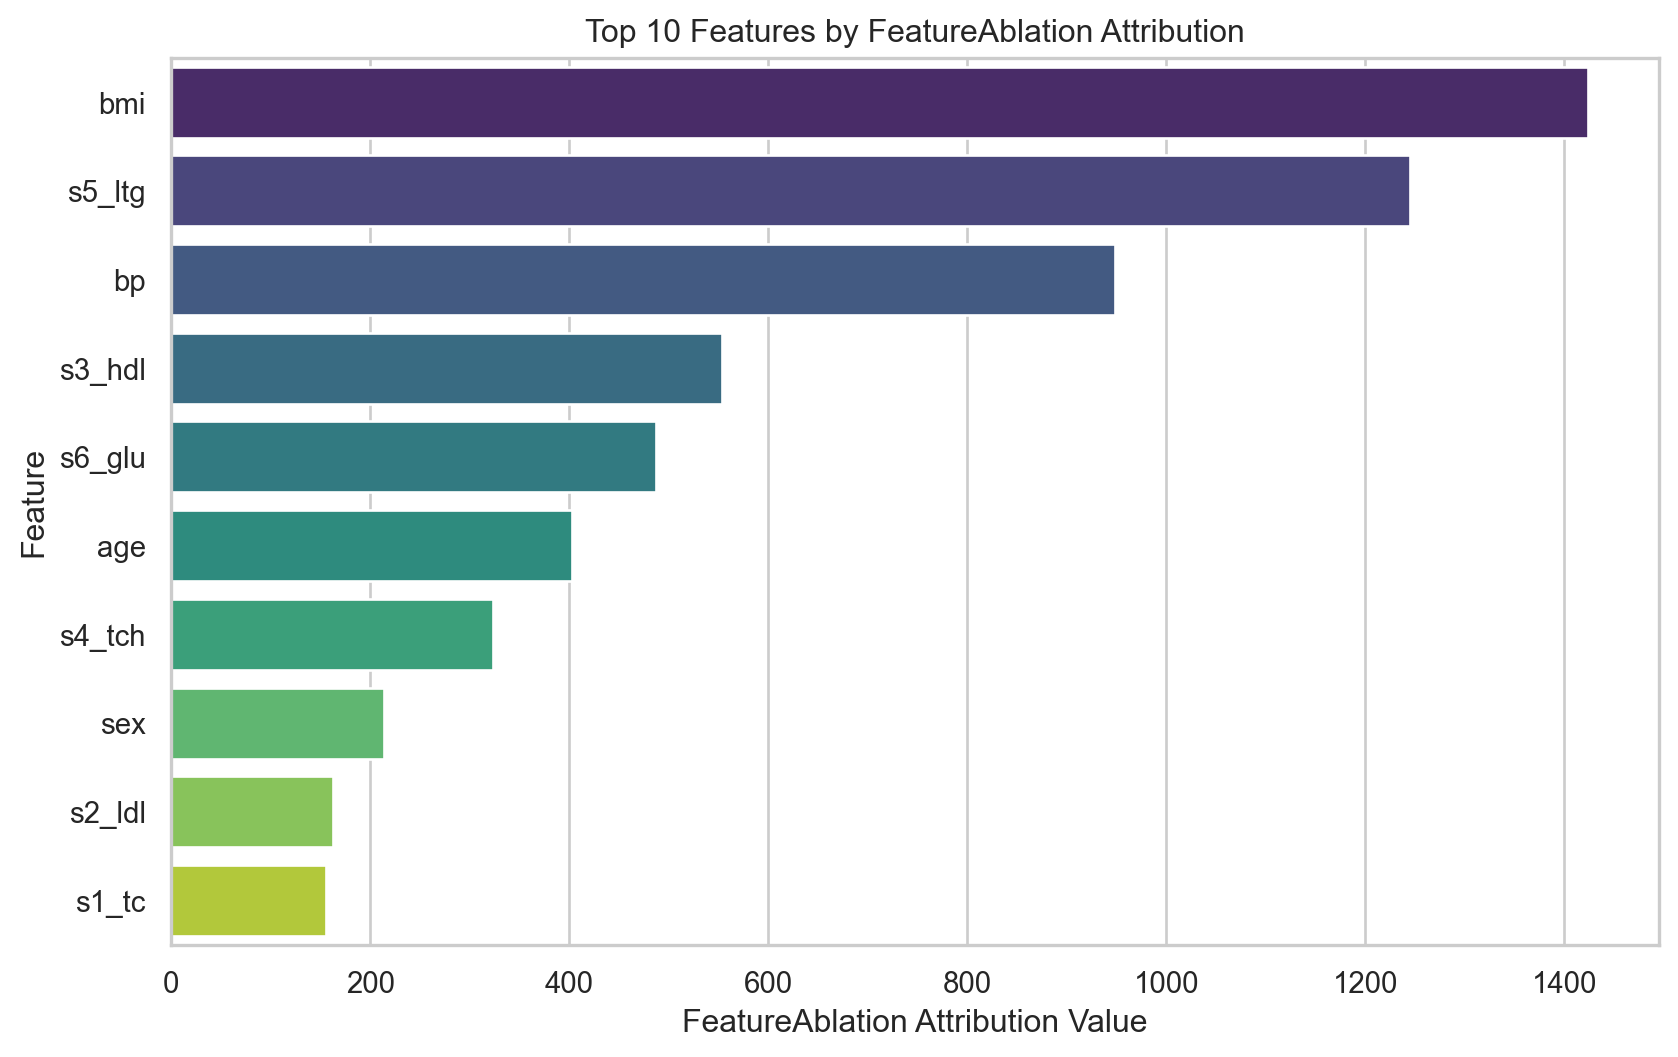 Top 10 Features by FeatureAblation Attribution
Feature
bmi
s5_ltg
bp
s3_hdl
s6_glu
age
s4_tch
sex
s2_ldl
s1_tc
0 200 400 600 800 1000 1200 1400
FeatureAblation Attribution Value